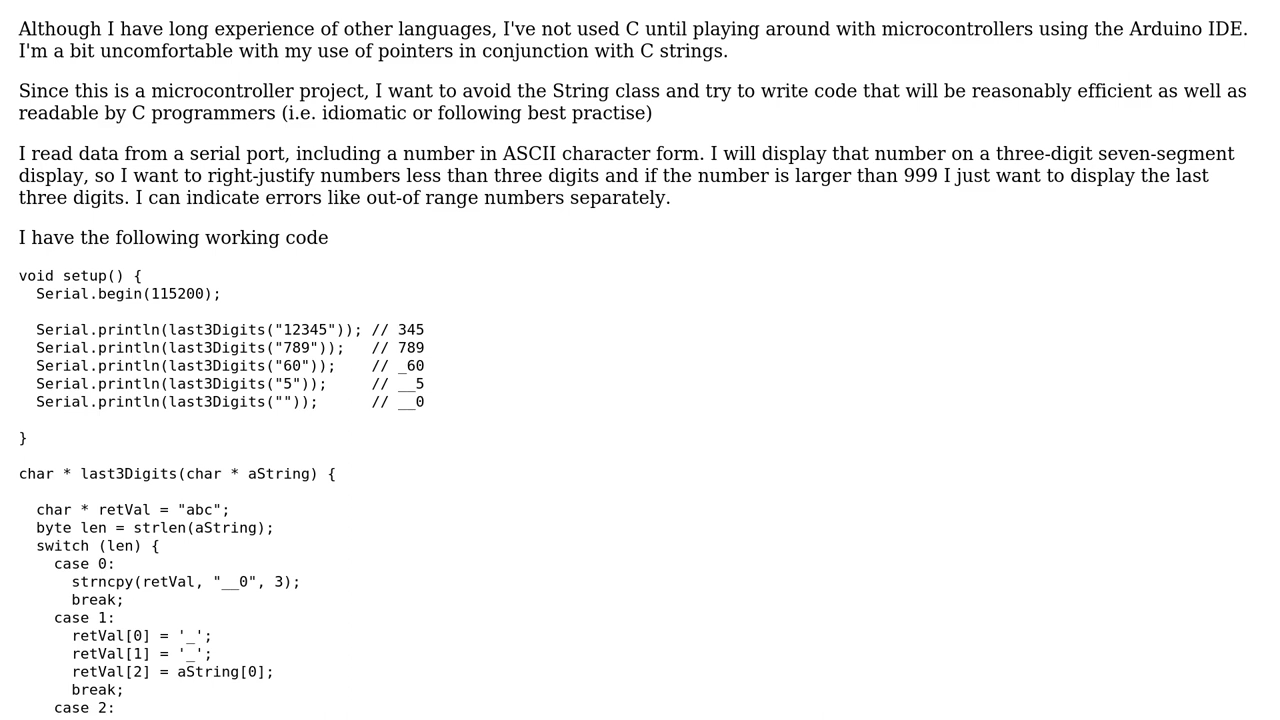 Although I have long experience of other languages, I've not used C until playing around with microcontrollers using the Arduino IDE.
I'm a bit uncomfortable with my use of pointers in conjunction with C strings.
Since this is a microcontroller project, I want to avoid the String class and try to write code that will be reasonably efficient as well as
readable by C programmers (i.e. idiomatic or following best practise)
I read data from a serial port, including a number in ASCII character form. I will display that number on a three-digit seven-segment
display, so I want to right-justify numbers less than three digits and if the number is larger than 999 I just want to display the last
three digits. I can indicate errors like out-of range numbers separately.
I have the following working code
void setup() {
  Serial.begin(115200);
  Serial.println(last3Digits("12345")); // 345
  Serial.println(last3Digits("789"));   // 789
  Serial.println(last3Digits("60"));    // _60
  Serial.println(last3Digits("5"));     // __5
  Serial.println(last3Digits(""));      // __0
}
char * last3Digits(char * aString) {
  char * retVal = "abc";
  byte len = strlen(aString);
  switch (len) {
    case 0:
      strncpy(retVal, "__0", 3);
      break;
    case 1:
      retVal[0] = '_';
      retVal[1] = '_';
      retVal[2] = aString[0];
      break;
    case 2: